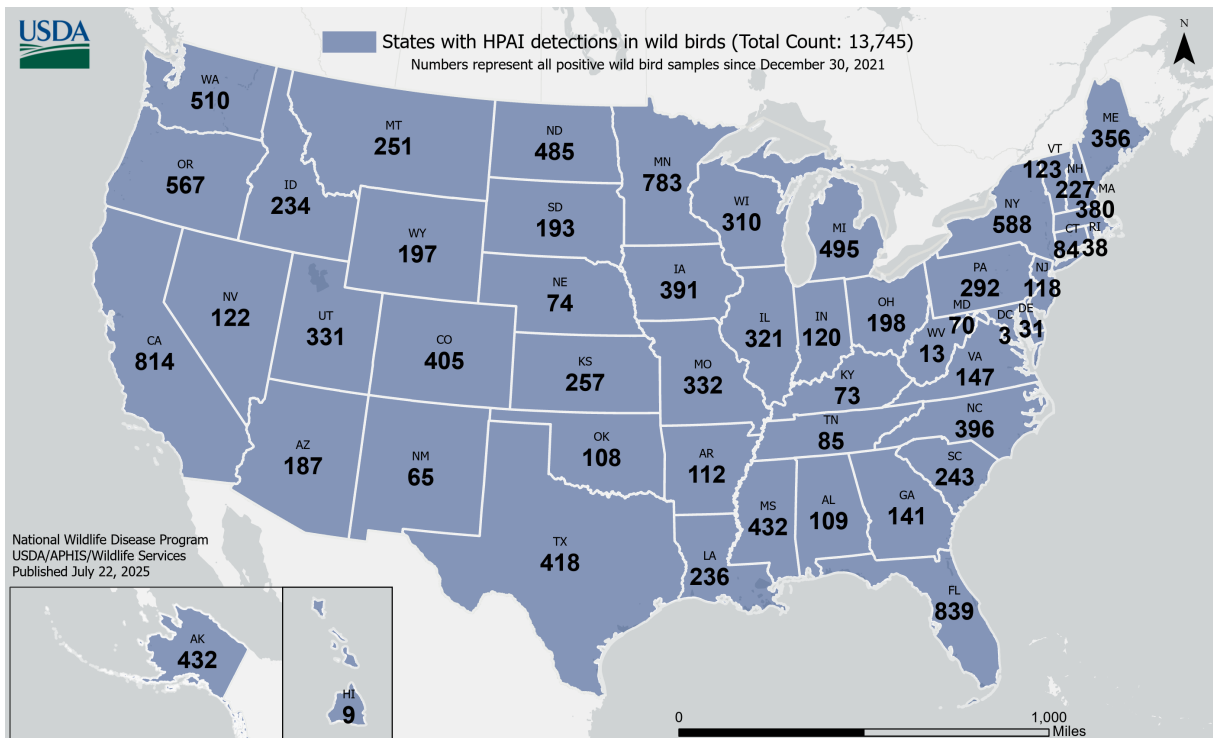 USDA
States with HPAI detections in wild birds (Total Count: 13,745)
Numbers represent all positive wild bird samples since December 30, 2021
N
WA
510
MT
251
ND
485
MN
783
ME
356
VT
123
NH
227
MA
380
OR
567
ID
234
SD
193
WI
310
MI
495
NY
588
CT
84
RI
38
WY
197
NE
74
IA
391
PA
292
NJ
118
NV
122
UT
331
CO
405
IL
321
IN
120
OH
198
MD
70
DC
3
DE
31
WV
13
CA
814
KS
257
MO
332
KY
73
VA
147
AZ
187
NM
65
OK
108
AR
112
TN
85
NC
396
SC
243
TX
418
LA
236
MS
432
AL
109
GA
141
FL
839
National Wildlife Disease Program
USDA/APHIS/Wildlife Services
Published July 22, 2025
AK
432
HI
9
0
1,000
Miles